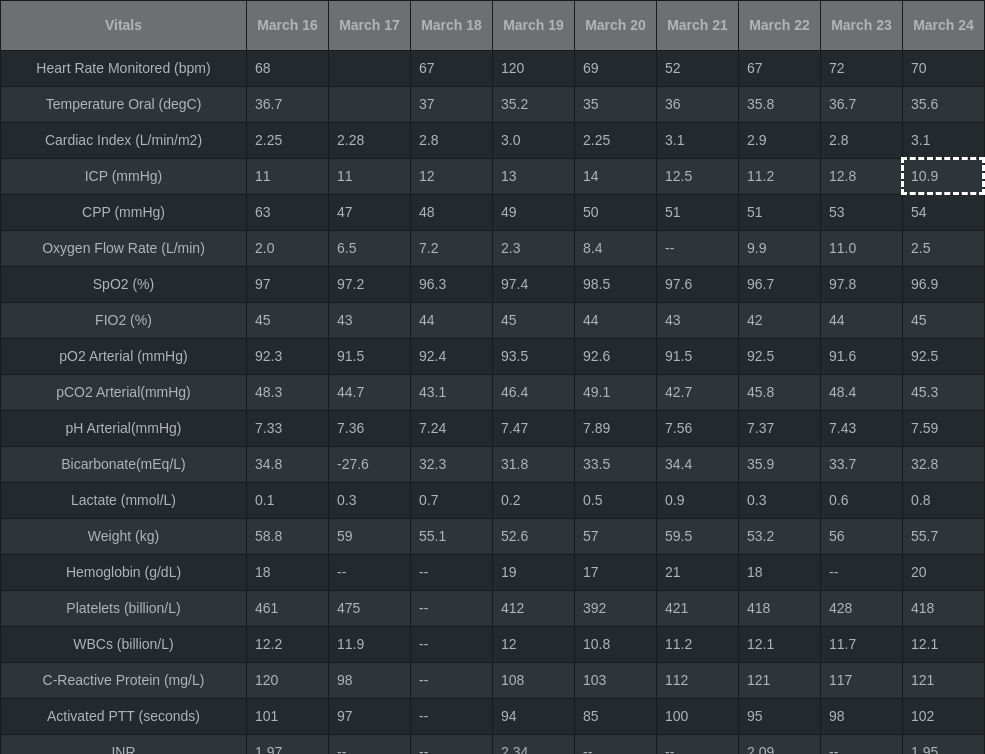 Vitals March 16 March 17 March 18 March 19 March 20 March 21 March 22 March 23 March 24
Heart Rate Monitored (bpm) 68 67 120 69 52 67 72 70
Temperature Oral (degC) 36.7 37 35.2 35 36 35.8 36.7 35.6
Cardiac Index (L/min/m2) 2.25 2.28 2.8 3.0 2.25 3.1 2.9 2.8 3.1
ICP (mmHg) 11 11 12 13 14 12.5 11.2 12.8 10.9
CPP (mmHg) 63 47 48 49 50 51 51 53 54
Oxygen Flow Rate (L/min) 2.0 6.5 7.2 2.3 8.4 -- 9.9 11.0 2.5
SpO2 (%) 97 97.2 96.3 97.4 98.5 97.6 96.7 97.8 96.9
FIO2 (%) 45 43 44 45 44 43 42 44 45
pO2 Arterial (mmHg) 92.3 91.5 92.4 93.5 92.6 91.5 92.5 91.6 92.5
pCO2 Arterial(mmHg) 48.3 44.7 43.1 46.4 49.1 42.7 45.8 48.4 45.3
pH Arterial(mmHg) 7.33 7.36 7.24 7.47 7.89 7.56 7.37 7.43 7.59
Bicarbonate(mEq/L) 34.8 -27.6 32.3 31.8 33.5 34.4 35.9 33.7 32.8
Lactate (mmol/L) 0.1 0.3 0.7 0.2 0.5 0.9 0.3 0.6 0.8
Weight (kg) 58.8 59 55.1 52.6 57 59.5 53.2 56 55.7
Hemoglobin (g/dL) 18 -- -- 19 17 21 18 -- 20
Platelets (billion/L) 461 475 -- 412 392 421 418 428 418
WBCs (billion/L) 12.2 11.9 -- 12 10.8 11.2 12.1 11.7 12.1
C-Reactive Protein (mg/L) 120 98 -- 108 103 112 121 117 121
Activated PTT (seconds) 101 97 -- 94 85 100 95 98 102
INR 1.97 -- -- 2.34 -- -- 2.09 -- 1.95